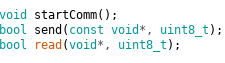 void startComm();
bool send(const void*, uint8_t);
bool read(void*, uint8_t);